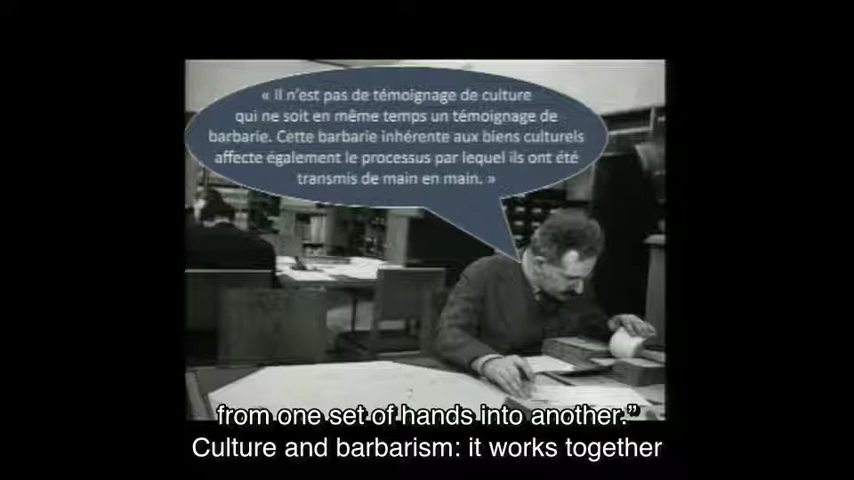 « Il n'est pas de témoignage de culture
qui ne soit en même temps un témoignage de
barbarie. Cette barbarie inhérente aux biens culturels
affecte également le processus par lequel ils ont été
transmis de main en main. »
from one set of hands into another.”
Culture and barbarism: it works together